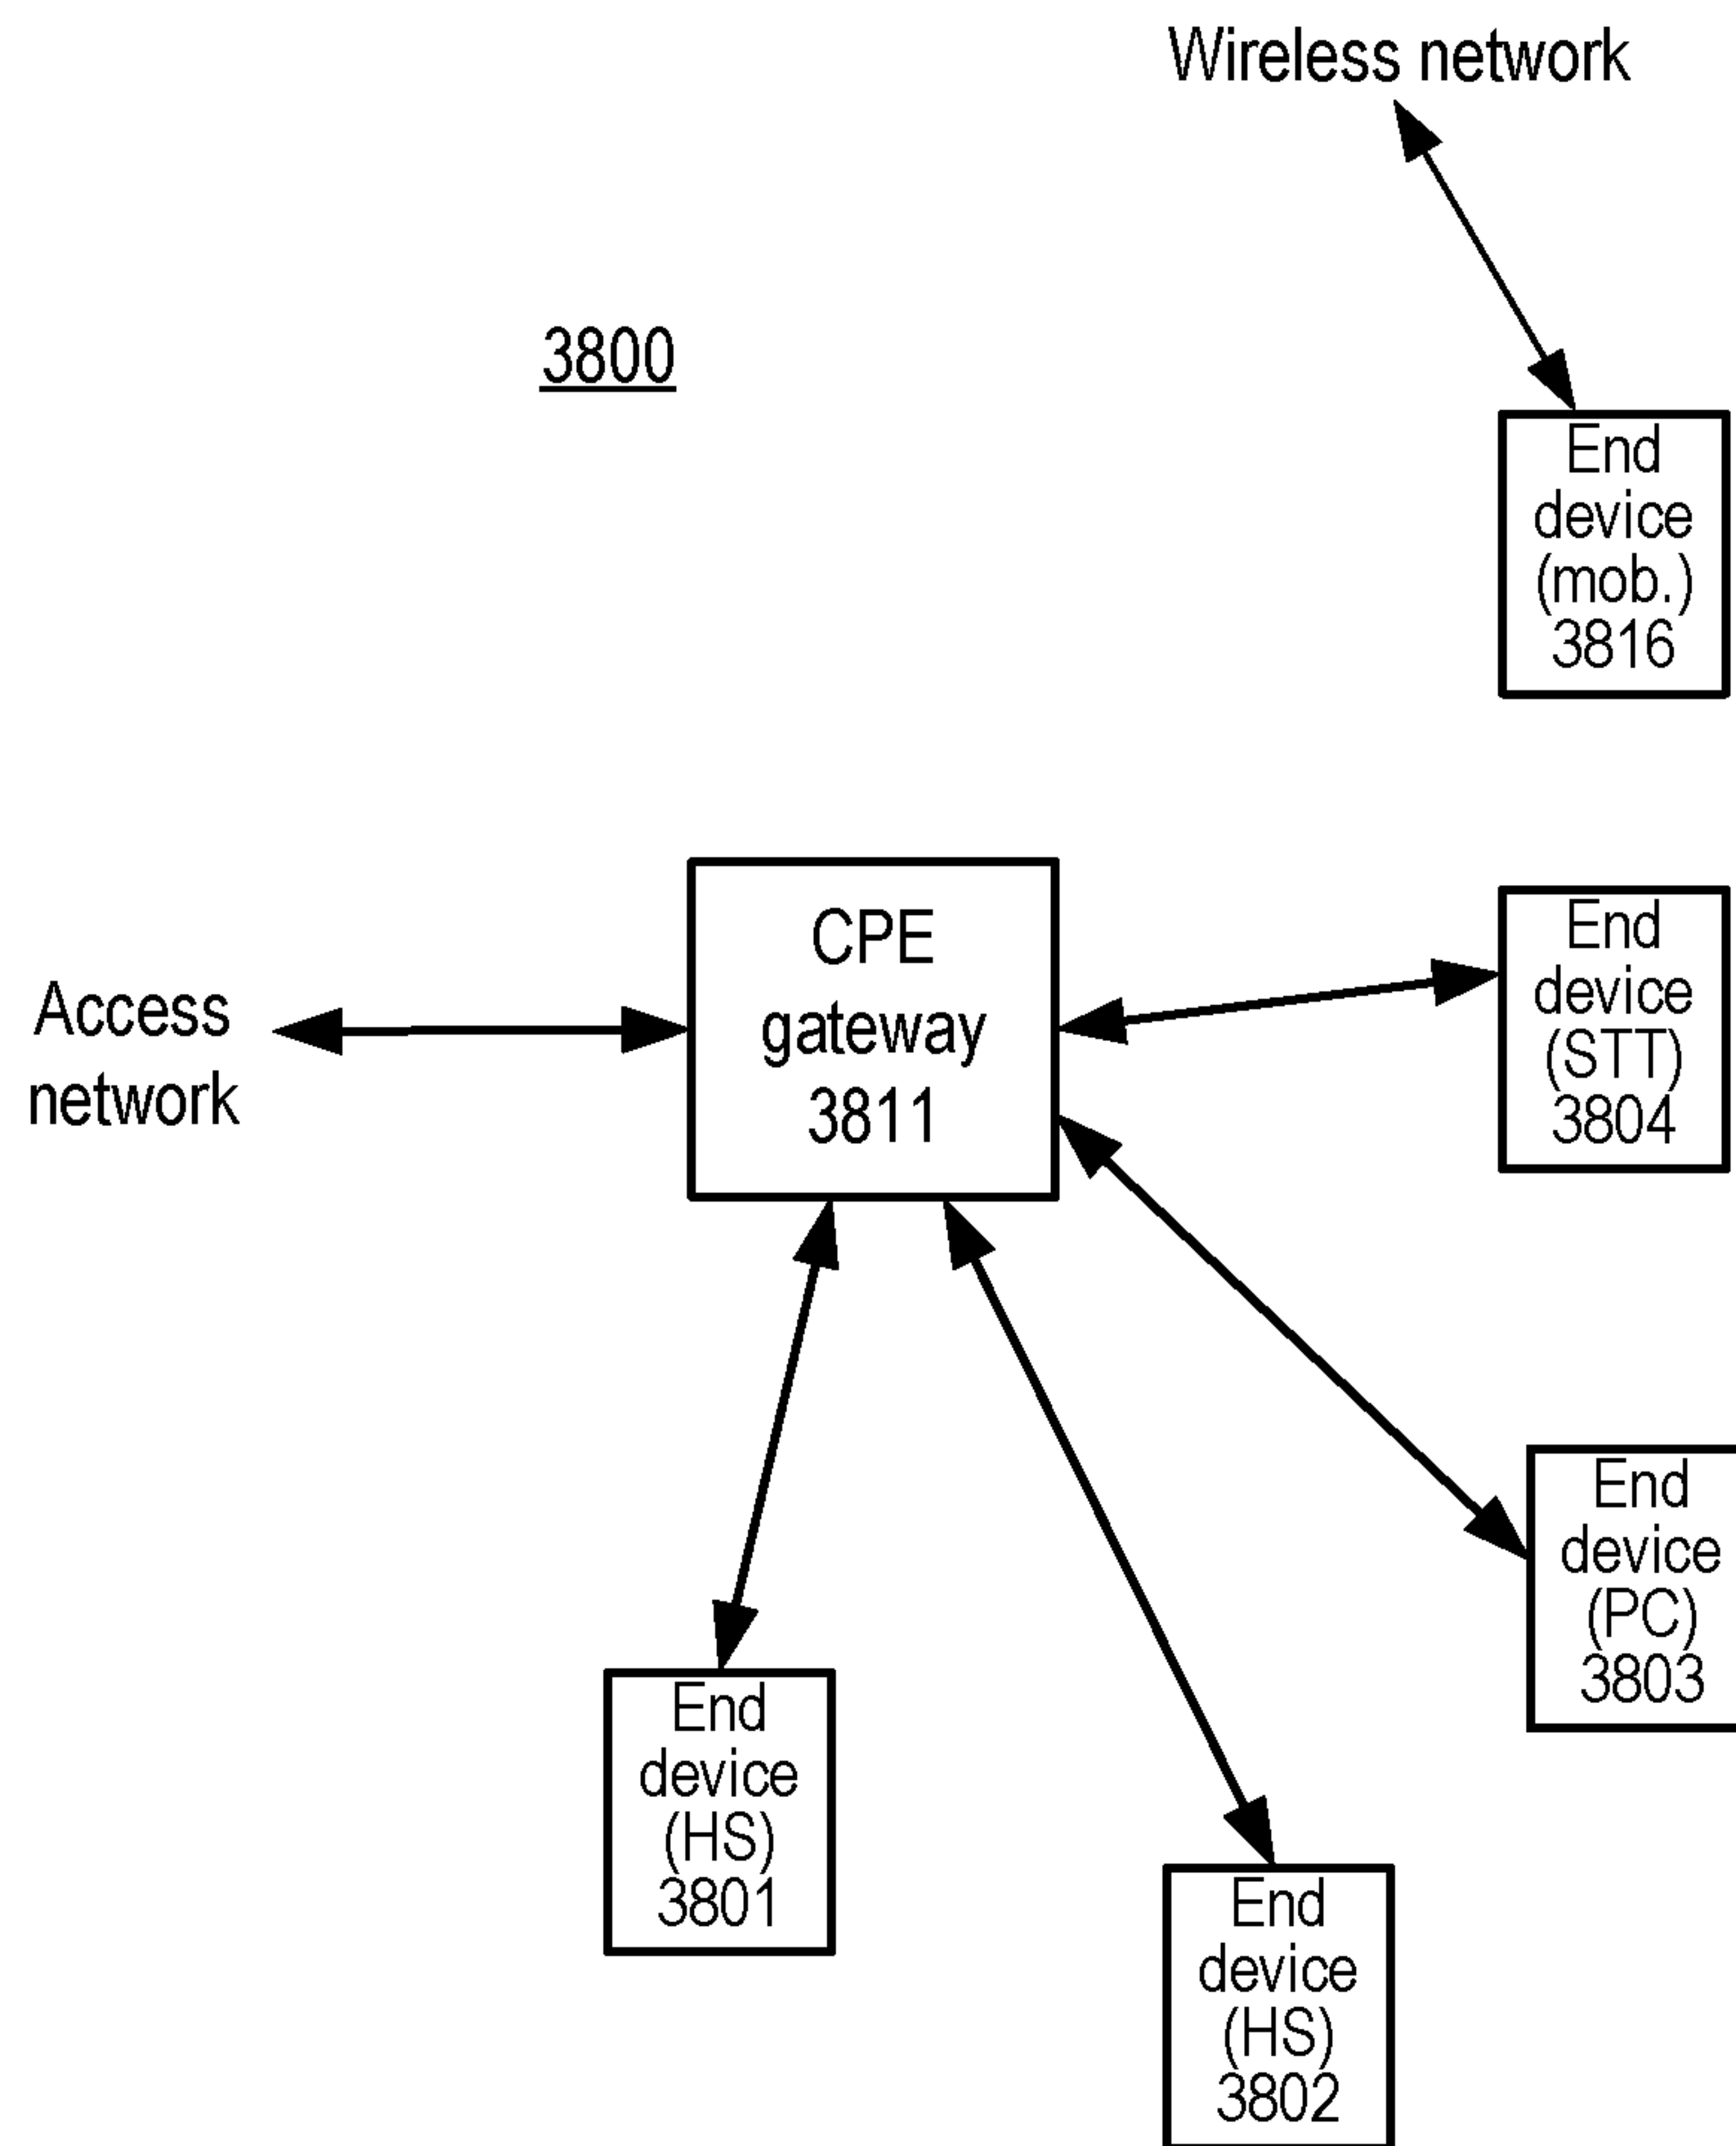 Wireless network
3800
End
device
(mob.)
3816
CPE
gateway
3811
Access
network
End
device
(STT)
3804
End
device
(PC)
3803
End
device
(HS)
3801
End
device
(HS)
3802